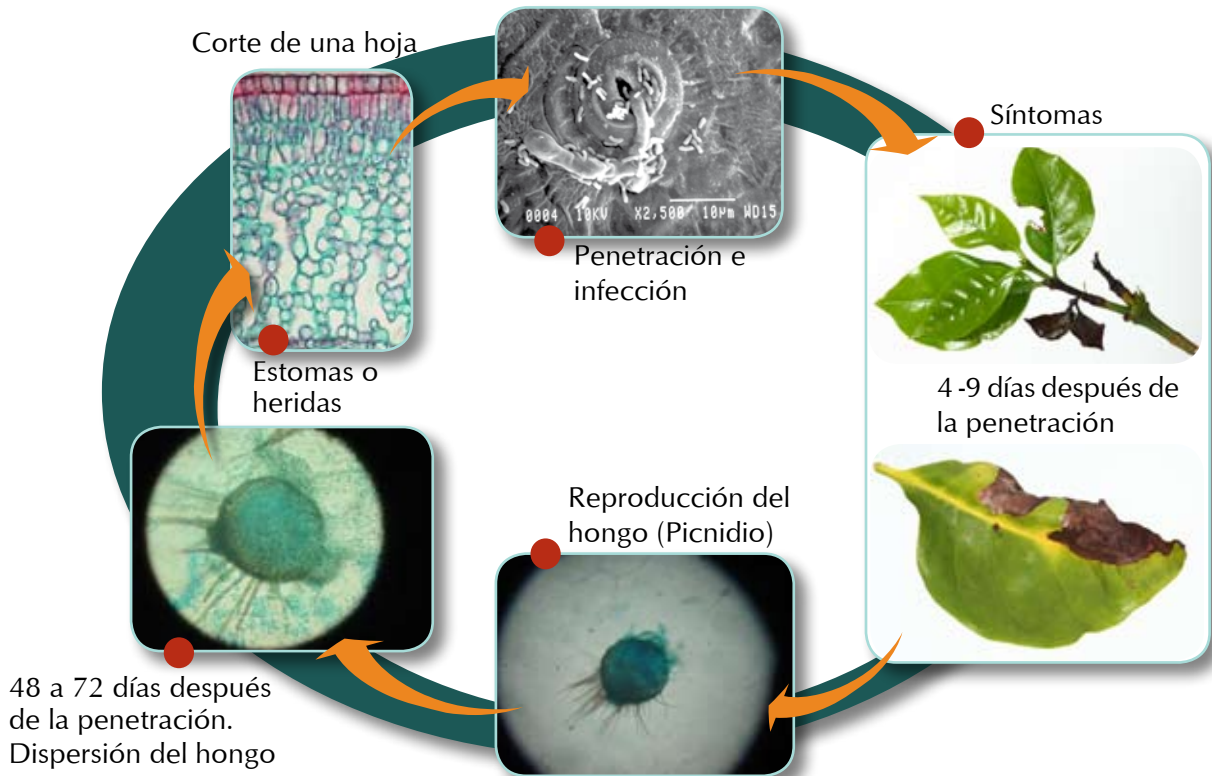 Corte de una hoja
0004 10KV X2,500 10µm WD15
Penetración e
infección
Síntomas
4 -9 días después de
la penetración
Reproducción del
hongo (Picnidio)
48 a 72 días después
de la penetración.
Dispersión del hongo
Estomas o
heridas